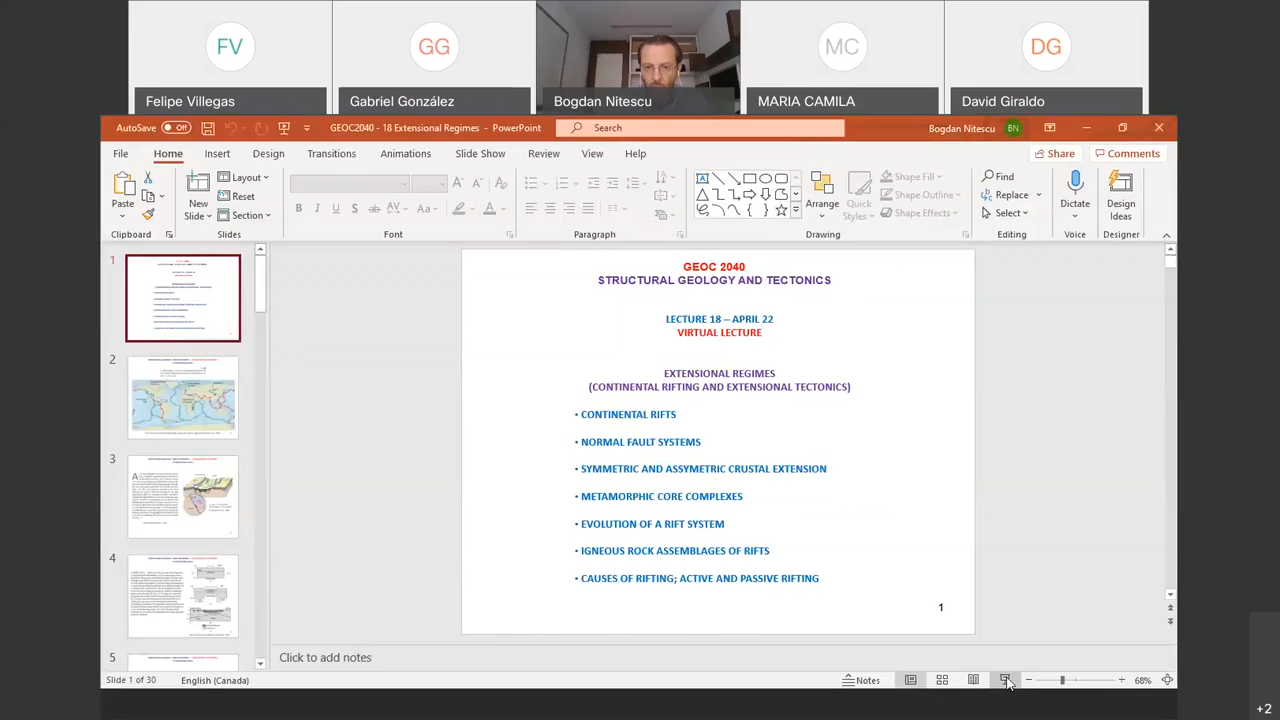 FV
GG
MC
DG
Felipe Villegas
Gabriel González
Bogdan Nitescu
MARIA CAMILA
David Giraldo
AutoSave
Off
GEOC2040 - 18 Extensional Regimes - PowerPoint
Search
Bogdan Nitescu
BN
File
Home
Insert
Design
Transitions
Animations
Slide Show
Review
View
Help
Share
Comments
Paste
New
Slide
Layout
Reset
Section
Arrange
Quick
Styles
Shape Fill
Shape Outline
Shape Effects
Find
Replace
Select
Dictate
Design
Ideas
Clipboard
Slides
Font
Paragraph
Drawing
Editing
Voice
Designer
1
2
3
4
5
GEOC 2040
STRUCTURAL GEOLOGY AND TECTONICS
LECTURE 18 – APRIL 22
VIRTUAL LECTURE
EXTENSIONAL REGIMES
(CONTINENTAL RIFTING AND EXTENSIONAL TECTONICS)
• CONTINENTAL RIFTS
• NORMAL FAULT SYSTEMS
• SYMMETRIC AND ASSYMETRIC CRUSTAL EXTENSION
• METAMORPHIC CORE COMPLEXES
• EVOLUTION OF A RIFT SYSTEM
• IGNEOUS ROCK ASSEMBLAGES OF RIFTS
• CAUSES OF RIFTING; ACTIVE AND PASSIVE RIFTING
1
Click to add notes
Slide 1 of 30
English (Canada)
Notes
68%
+2